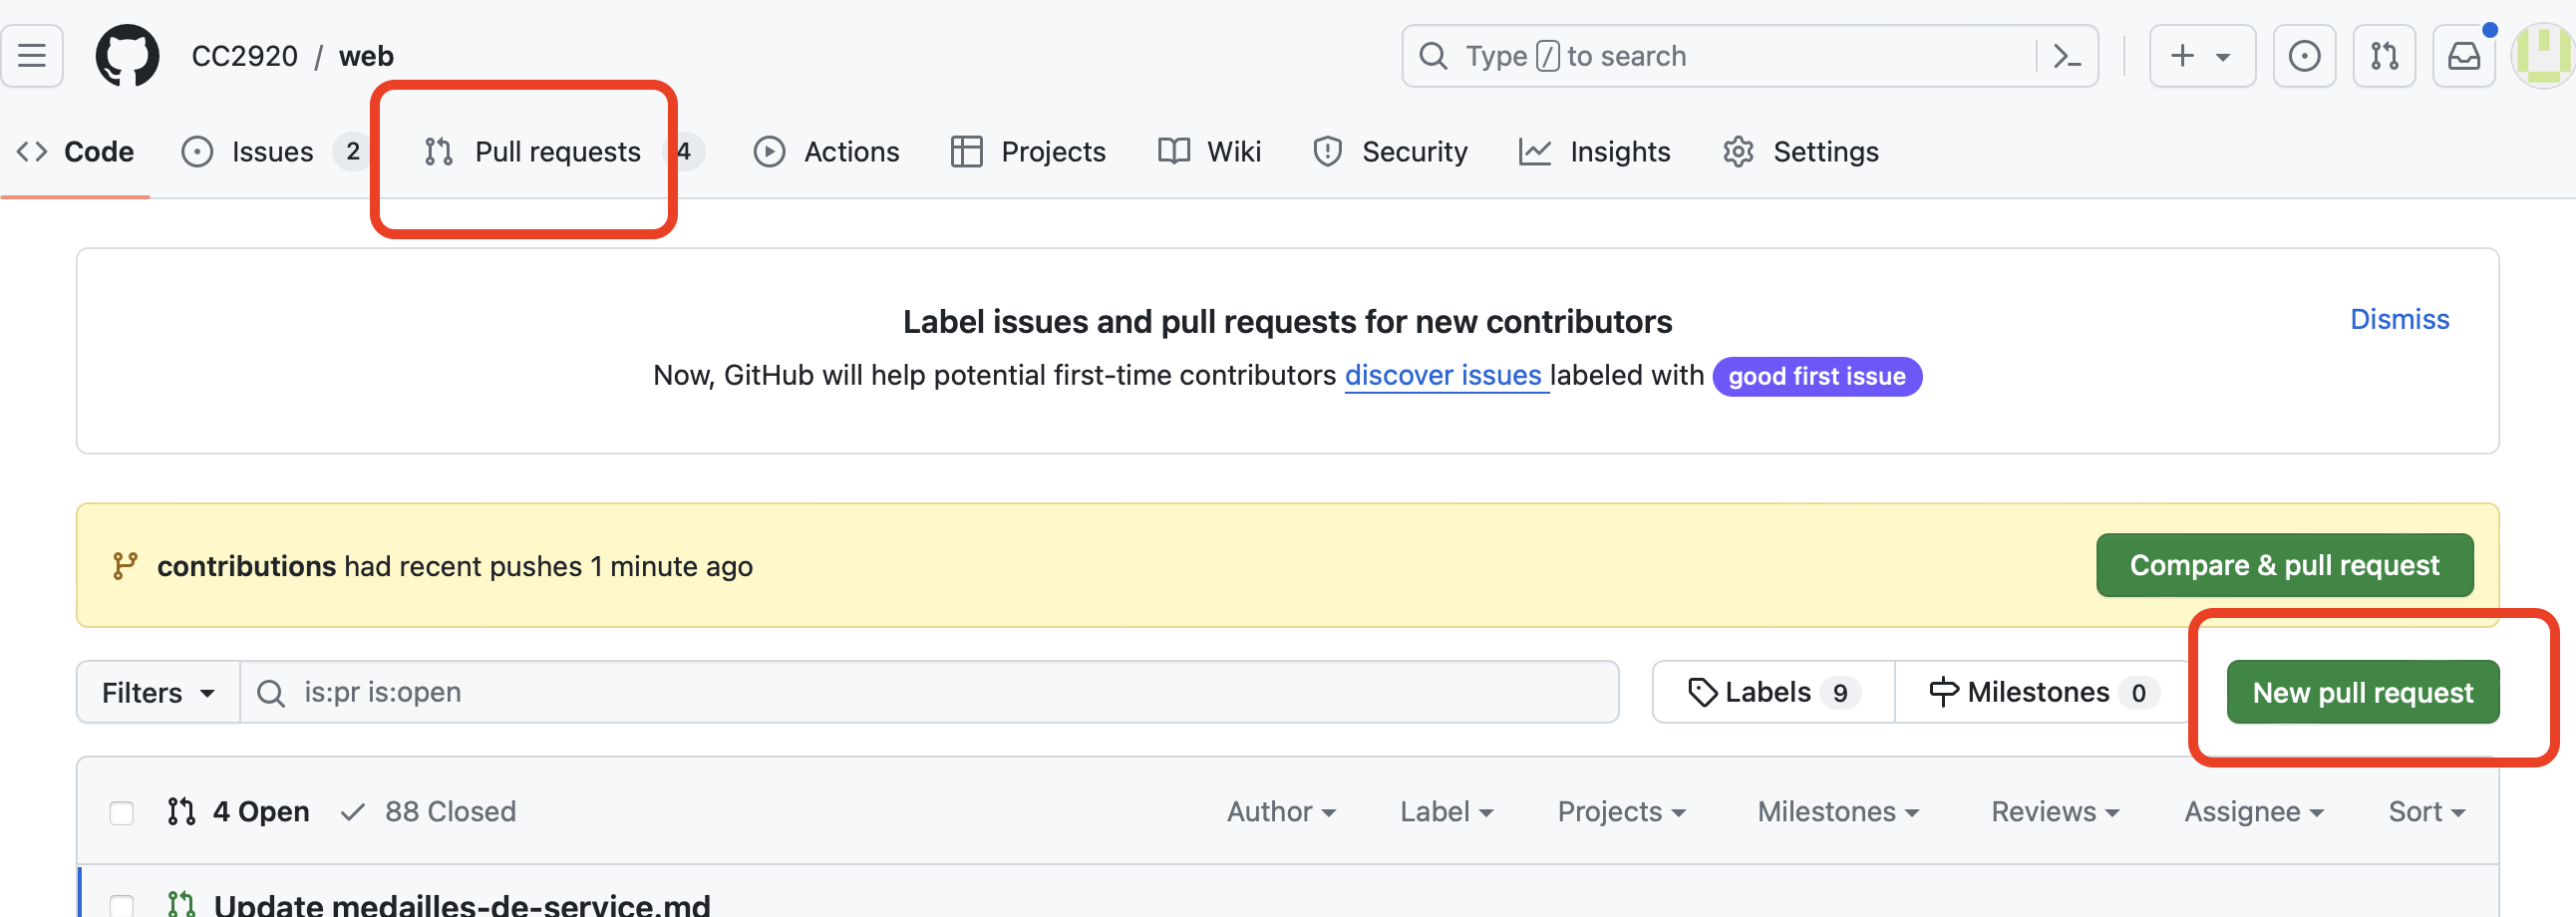 CC2920 / web
Type / to search
Code Issues 2 Pull requests 4 Actions Projects Wiki Security Insights Settings
Label issues and pull requests for new contributors
Dismiss
Now, GitHub will help potential first-time contributors discover issues labeled with good first issue
contributions had recent pushes 1 minute ago
Compare & pull request
Filters is:pr is:open Labels 9 Milestones 0 New pull request
4 Open 88 Closed Author Label Projects Milestones Reviews Assignee Sort
Update medailles-de-service.md